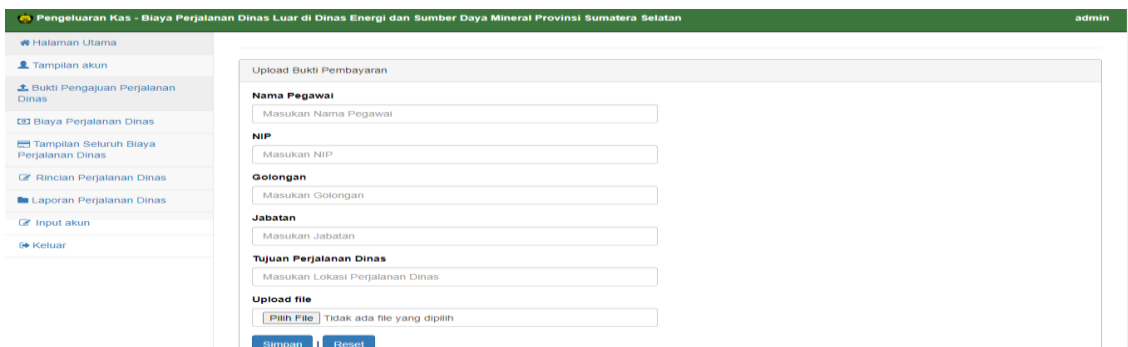 Pengeluaran Kas - Biaya Perjalanan Dinas Luar di Dinas Energi dan Sumber Daya Mineral Provinsi Sumatera Selatan admin
Halaman Utama
Tampilan akun
Bukti Pengajuan Perjalanan
Dinas
Biaya Perjalanan Dinas
Tampilan Seluruh Biaya
Perjalanan Dinas
Rincian Perjalanan Dinas
Laporan Perjalanan Dinas
Input akun
Keluar
Upload Bukti Pembayaran
Nama Pegawai
Masukan Nama Pegawai
NIP
Masukan NIP
Golongan
Masukan Golongan
Jabatan
Masukan Jabatan
Tujuan Perjalanan Dinas
Masukan Lokasi Perjalanan Dinas
Upload file
Pilih File Tidak ada file yang dipilih
Simpan | Reset